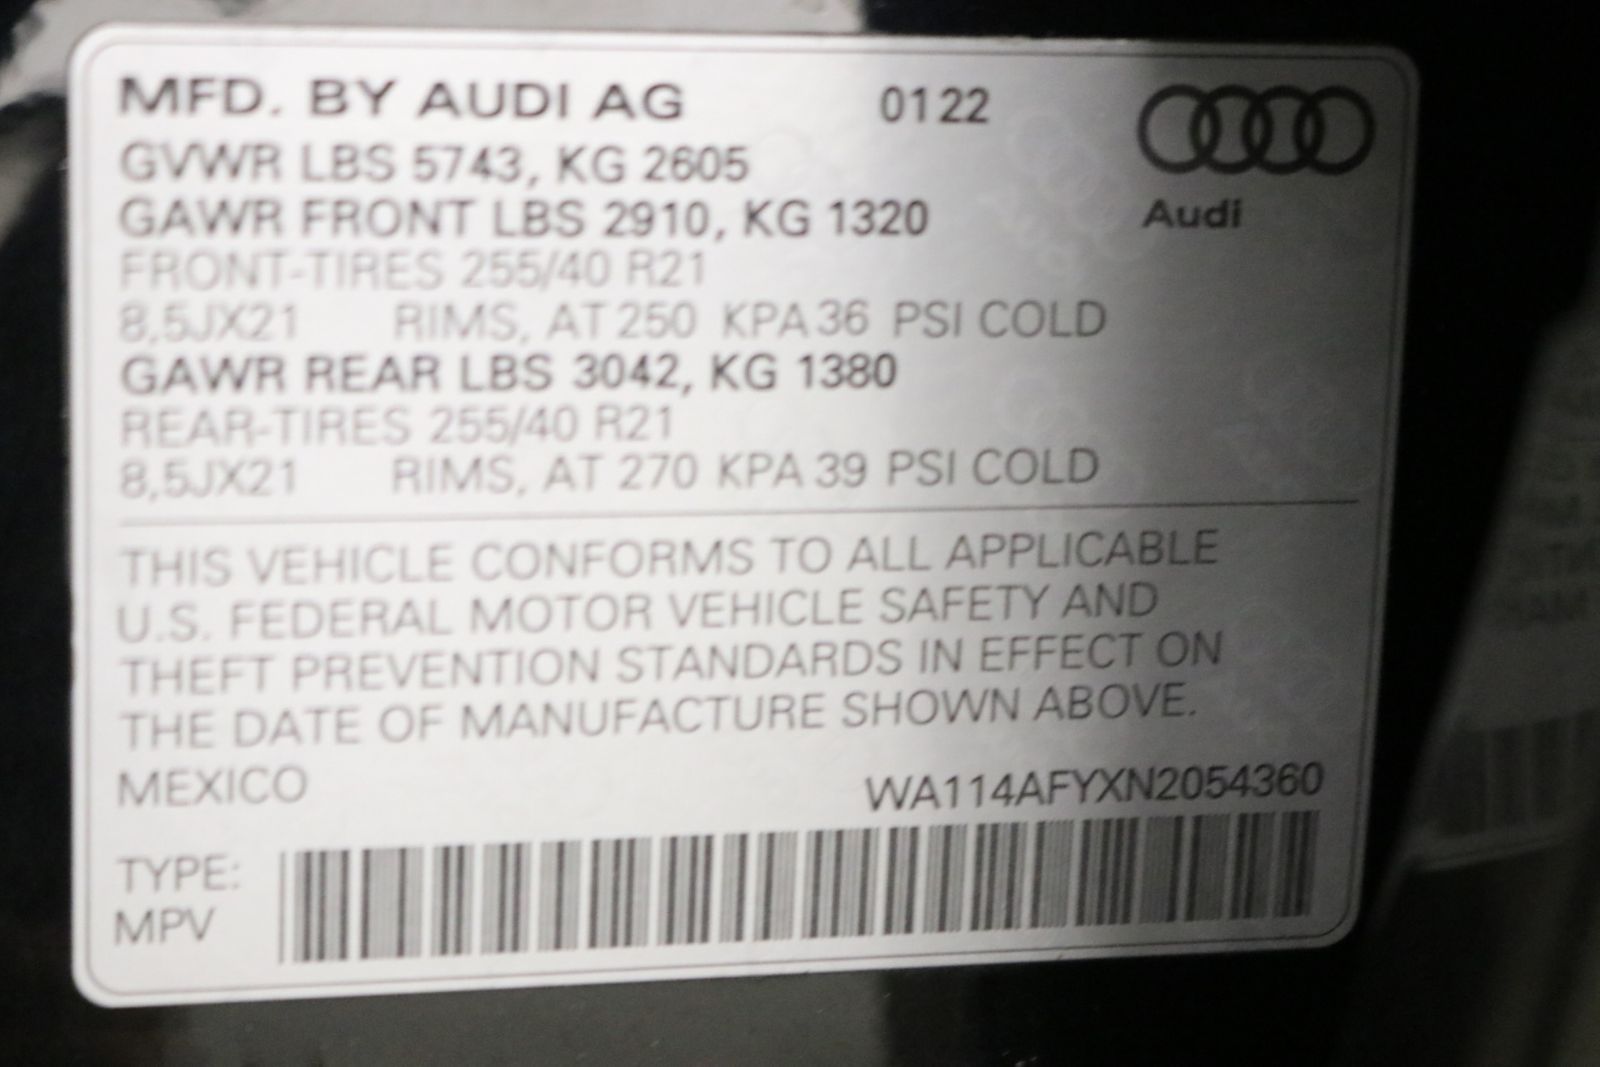 MFD. BY AUDI AG 0122
GVWR LBS 5743, KG 2605
GAWR FRONT LBS 2910, KG 1320
Audi
FRONT-TIRES 255/40 R21
8,5JX21 RIMS, AT 250 KPA 36 PSI COLD
GAWR REAR LBS 3042, KG 1380
REAR-TIRES 255/40 R21
8,5JX21 RIMS, AT 270 KPA 39 PSI COLD
THIS VEHICLE CONFORMS TO ALL APPLICABLE
U.S. FEDERAL MOTOR VEHICLE SAFETY AND
THEFT PREVENTION STANDARDS IN EFFECT ON
THE DATE OF MANUFACTURE SHOWN ABOVE.
MEXICO WA114AFYXN2054360
TYPE:
MPV